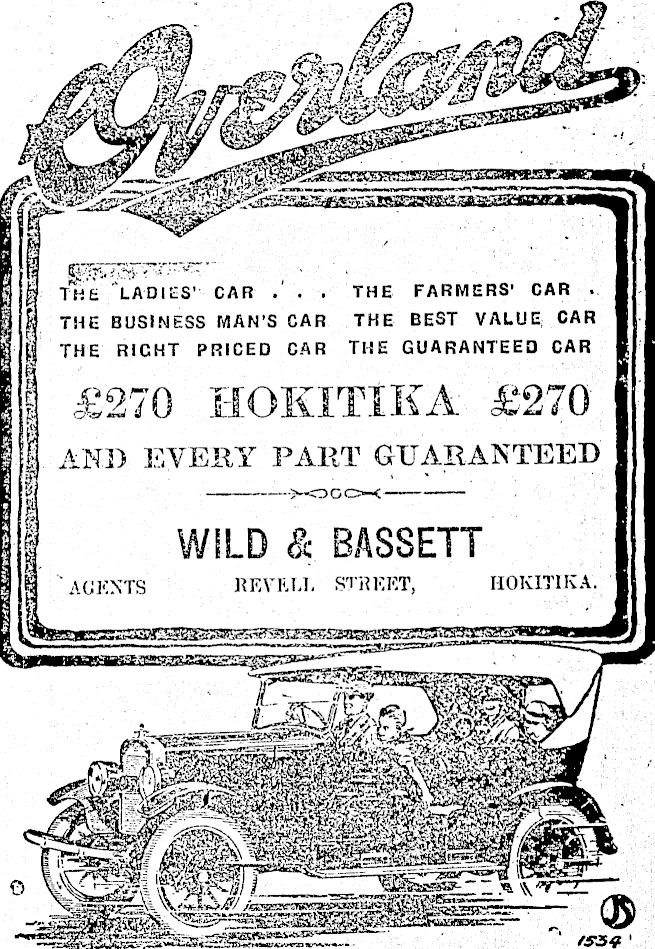 Overland
THE LADIES' CAR . . . THE FARMERS' CAR .
THE BUSINESS MAN'S CAR THE BEST VALUE CAR
THE RIGHT PRICED CAR THE GUARANTEED CAR
£270 HOKITIKA £270
AND EVERY PART GUARANTEED
WILD & BASSETT
AGENTS REVELL STREET, HOKITIKA.
JS
1534